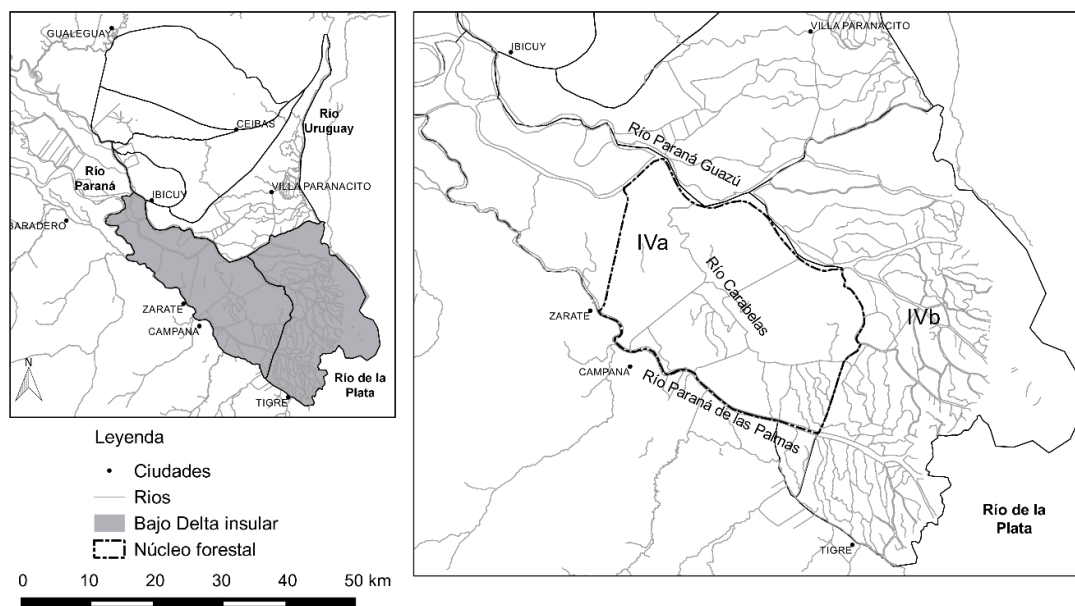 GUALEGUAY
CEIBAS
Río
Uruguay
Río
Paraná
IBICUY
VILLA PARANACITO
BARADERO
ZARATE
CAMPANA
N
Río de la
Plata
TIGRE
Leyenda
Ciudades
Rios
Bajo Delta insular
Núcleo forestal
0 10 20 30 40 50 km
VILLA PARANACITO
IBICUY
Río Paraná Guazú
IVa
Río Carabelas
IVb
ZARATE
CAMPANA
Río Paraná de las Palmas
Río de la
Plata
TIGRE